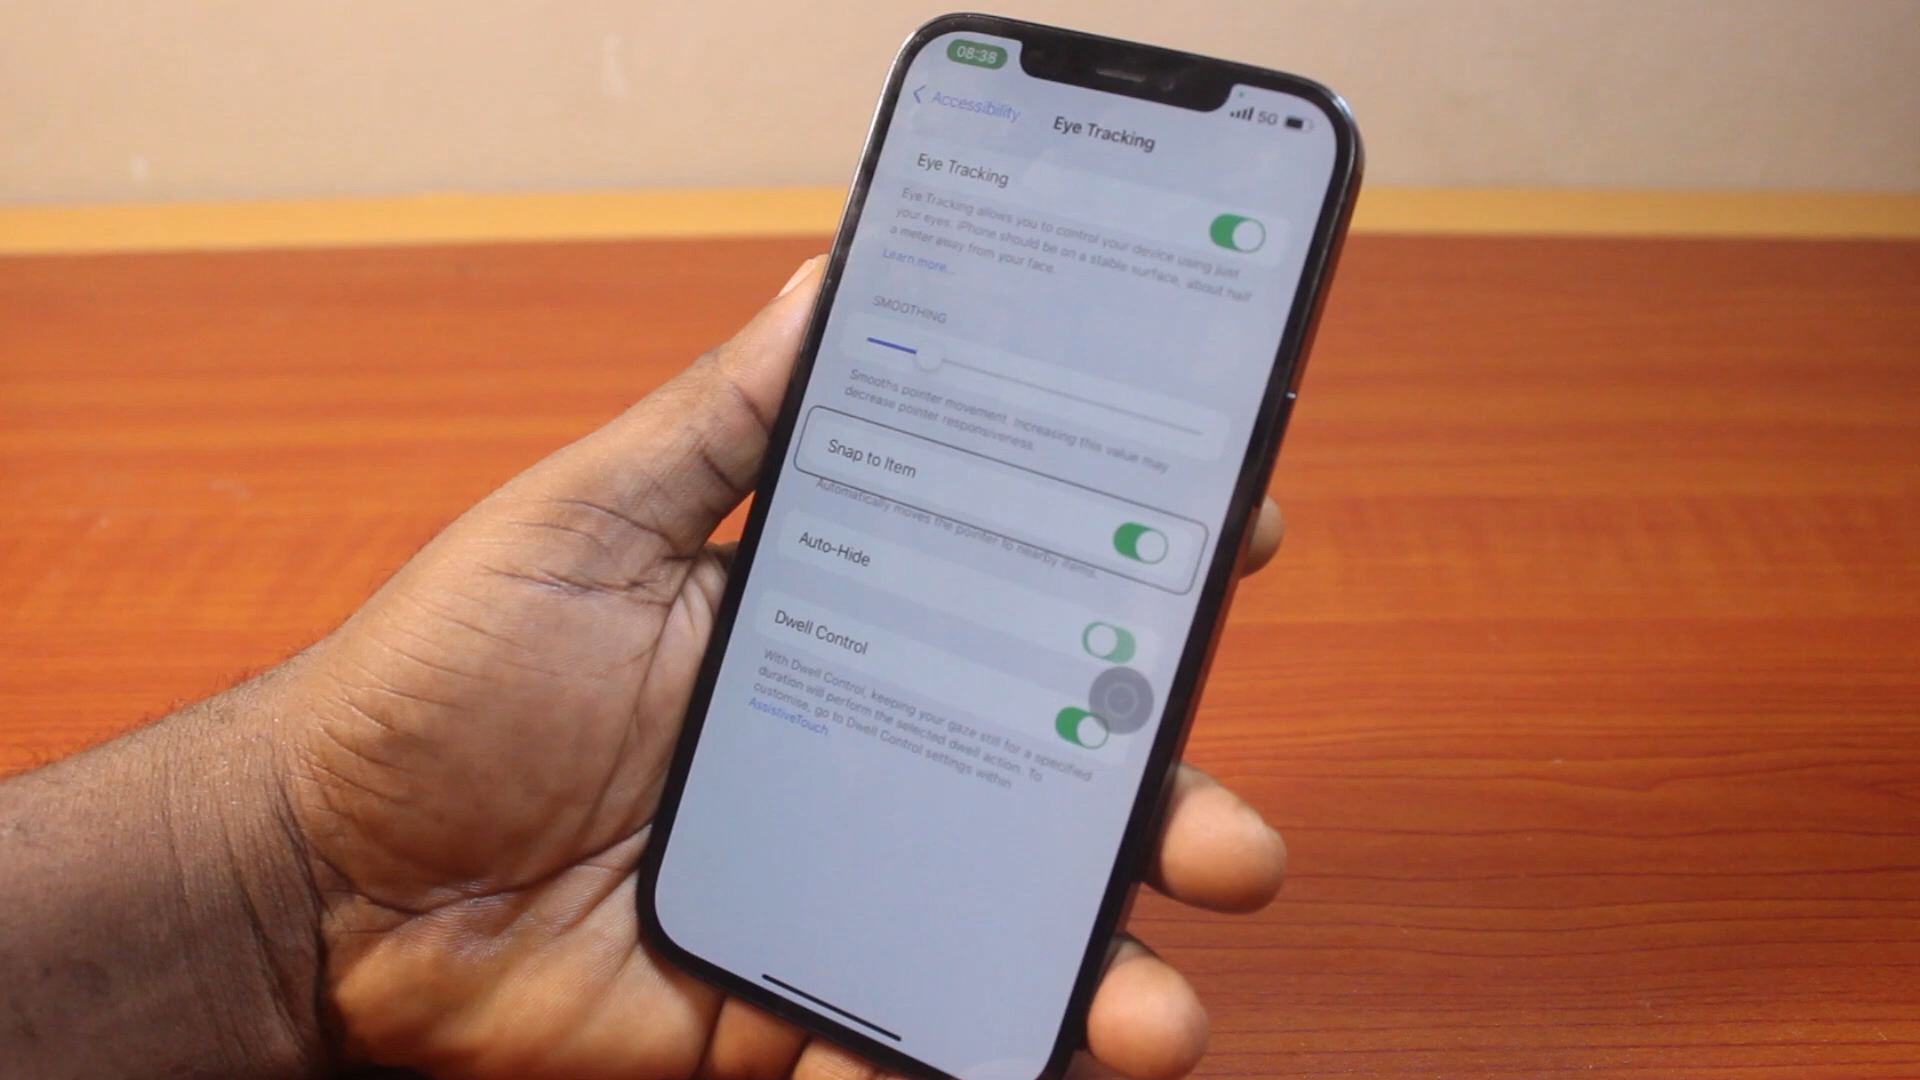 08:38
5G
Accessibility
Eye Tracking
Eye Tracking
Eye Tracking allows you to control your device using just
your eyes. iPhone should be on a stable surface, about half
a meter away from your face.
Learn more...
SMOOTHING
Smooths pointer movement. Increasing this value may
decrease pointer responsiveness.
Snap to Item
Automatically moves the pointer to nearby items.
Auto-Hide
Dwell Control
With Dwell Control, keeping your gaze still for a specified
duration will perform the selected dwell action. To
customise, go to Dwell Control settings within
AssistiveTouch